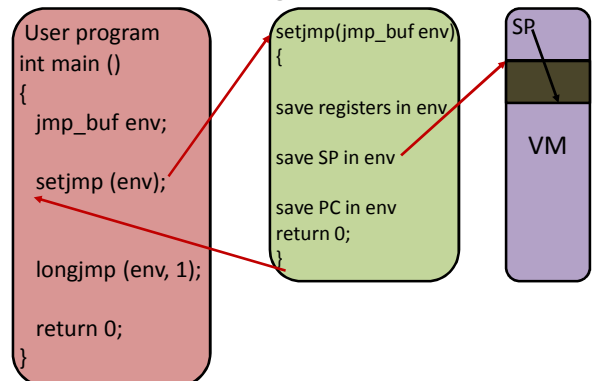 User program
int main ()
{
jmp_buf env;
setjmp (env);
longjmp (env, 1);
return 0;
}
setjmp(jmp_buf env)
{
save registers in env
save SP in env
save PC in env
return 0;
}
SP
VM